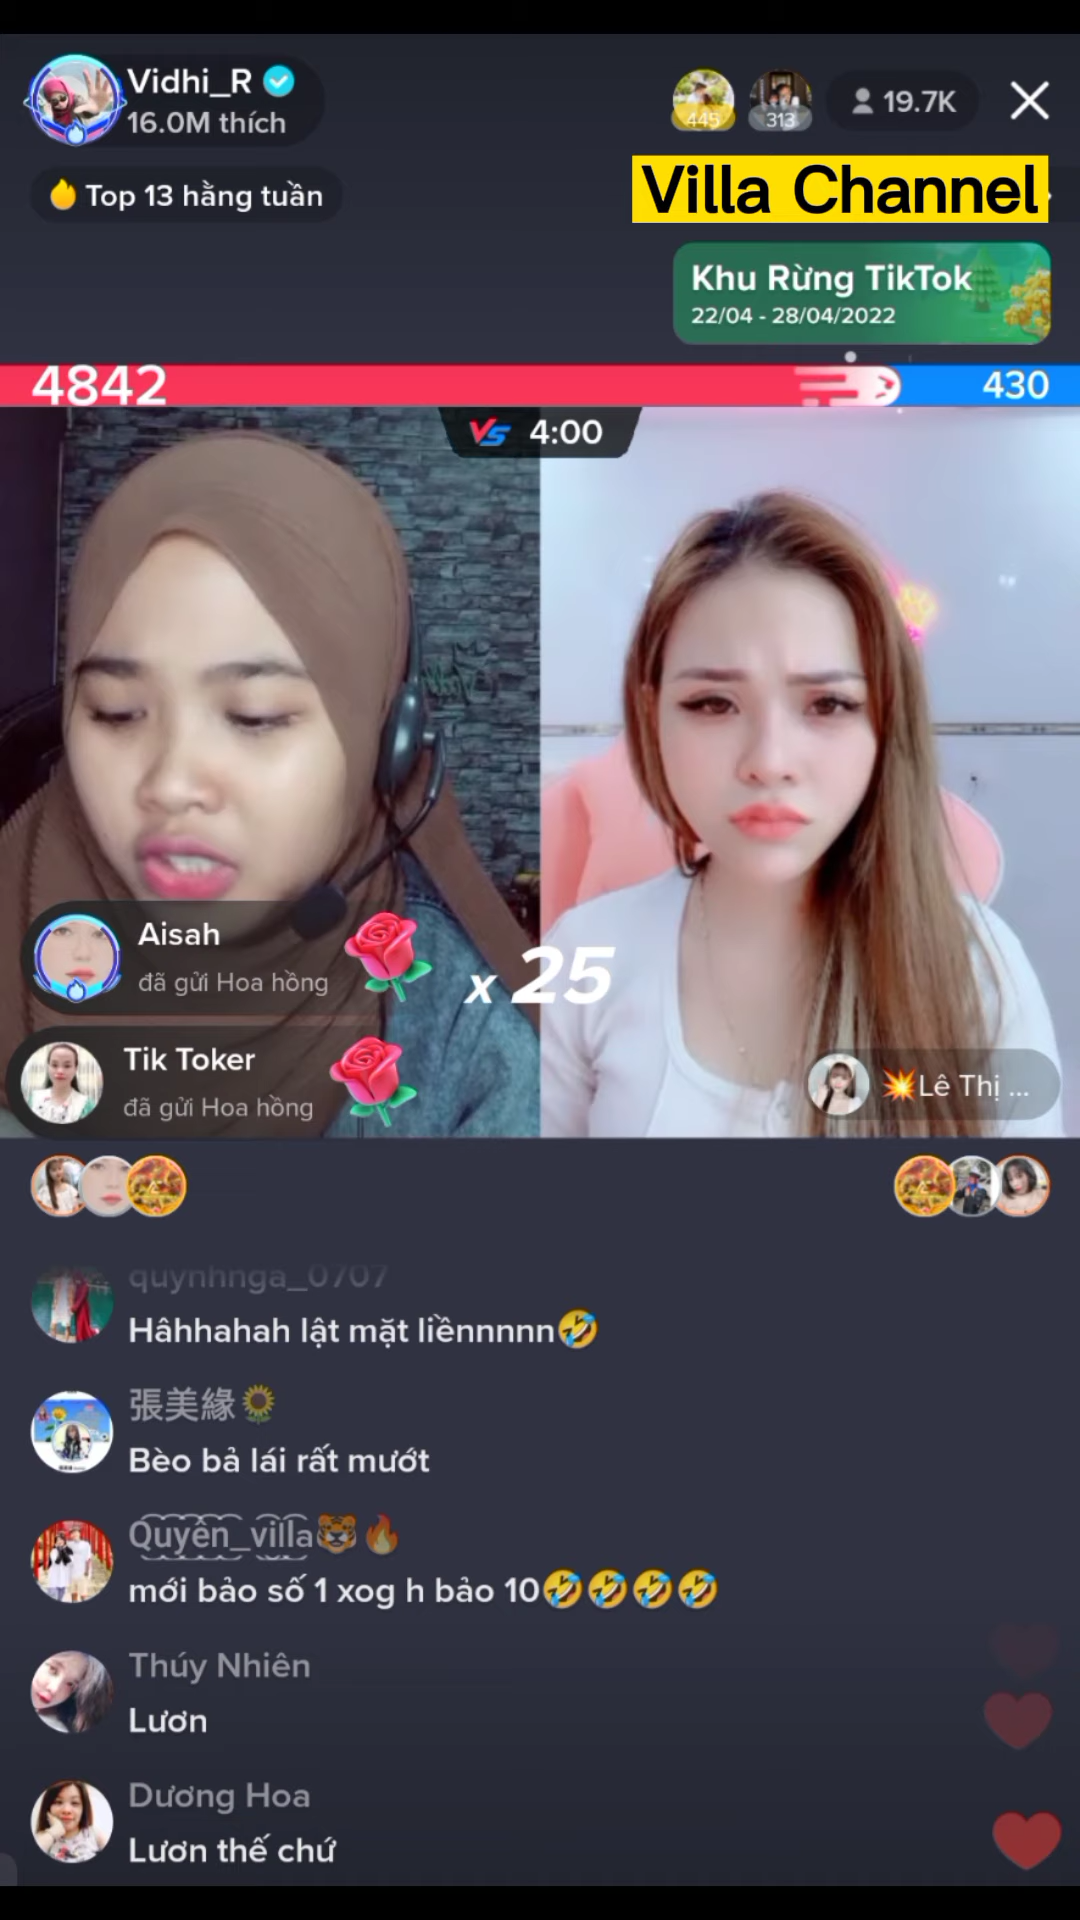 Vidhi_R
16.0M thích
445
313
19.7K
Top 13 hằng tuần
Villa Channel
Khu Rừng TikTok
22/04 - 28/04/2022
4842
430
VS 4:00
Aisah
đã gửi Hoa hồng
x 25
Tik Toker
đã gửi Hoa hồng
💥Lê Thị ...
quynhnga_0707
Hâhhahah lật mặt liềnnnnn🤣
張美緣🌻
Bèo bả lái rất mướt
Quyên_villa🐯🔥
mới bảo số 1 xog h bảo 10🤣🤣🤣🤣
Thúy Nhiên
Lươn
Dương Hoa
Lươn thế chứ